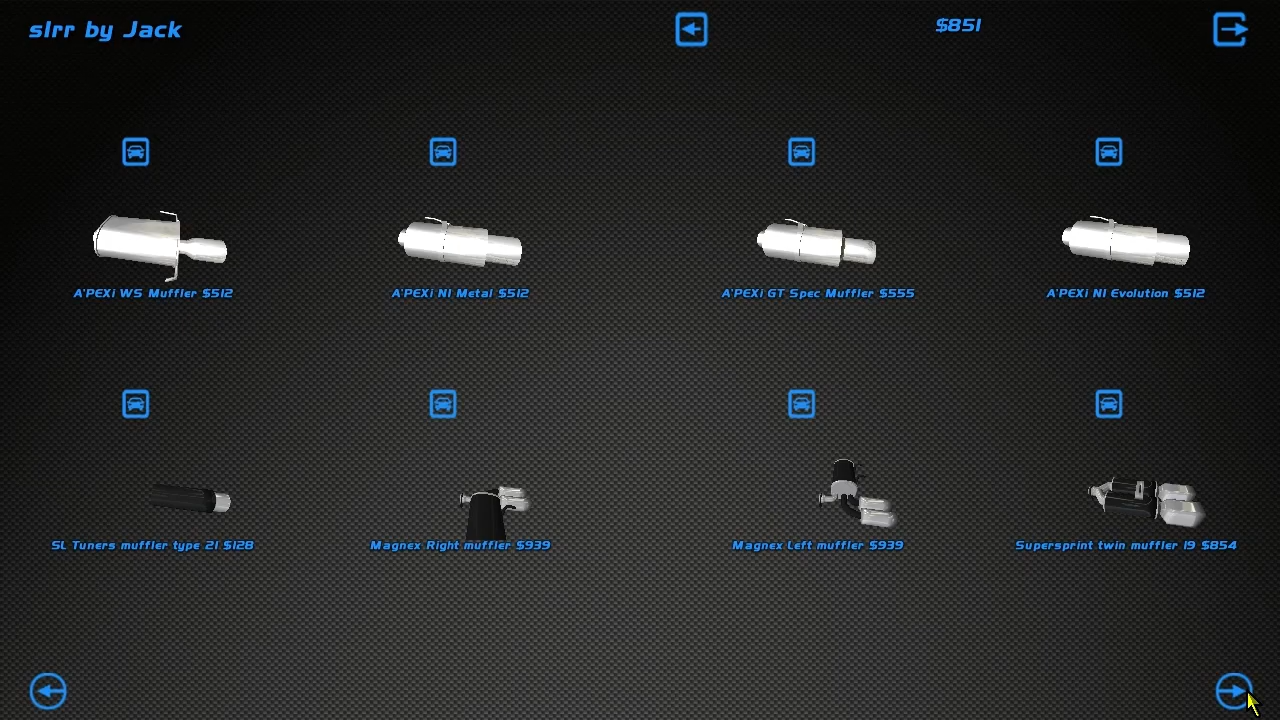 slrr by Jack
$851
A'PEXi WS Muffler $512
A'PEXi N1 Metal $512
A'PEXi GT Spec Muffler $555
A'PEXi N1 Evolution $512
SL Tuners muffler type 21 $128
Magnex Right muffler $939
Magnex Left muffler $939
Supersprint twin muffler 19 $854